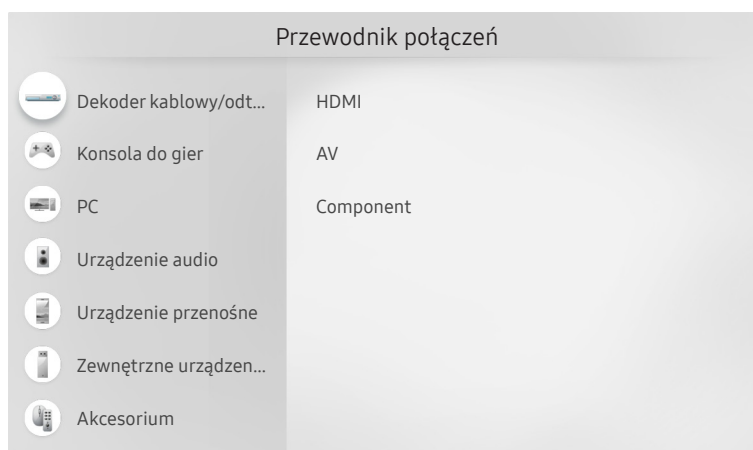 Przewodnik połączeń
Dekoder kablowy/odt...
HDMI
Konsola do gier
AV
PC
Component
Urządzenie audio
Urządzenie przenośne
Zewnętrzne urządzen...
Akcesorium